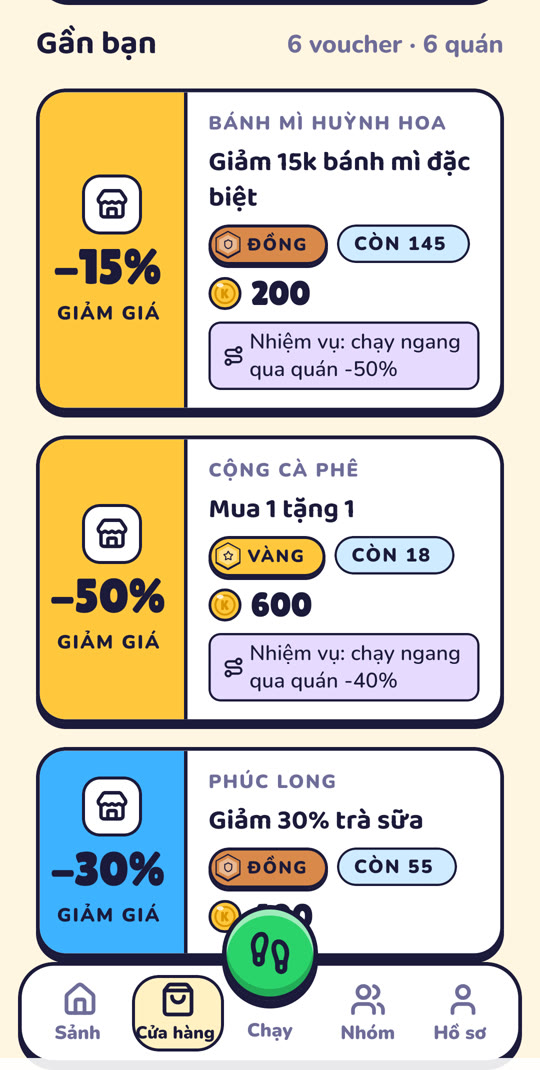 Gần bạn
6 voucher · 6 quán
BÁNH MÌ HUỲNH HOA
Giảm 15k bánh mì đặc
biệt
–15%
GIẢM GIÁ
ĐỒNG
CÒN 145
200
Nhiệm vụ: chạy ngang
qua quán -50%
CỘNG CÀ PHÊ
Mua 1 tặng 1
–50%
GIẢM GIÁ
VÀNG
CÒN 18
600
Nhiệm vụ: chạy ngang
qua quán -40%
PHÚC LONG
Giảm 30% trà sữa
–30%
GIẢM GIÁ
ĐỒNG
CÒN 55
Sảnh
Cửa hàng
Chạy
Nhóm
Hồ sơ